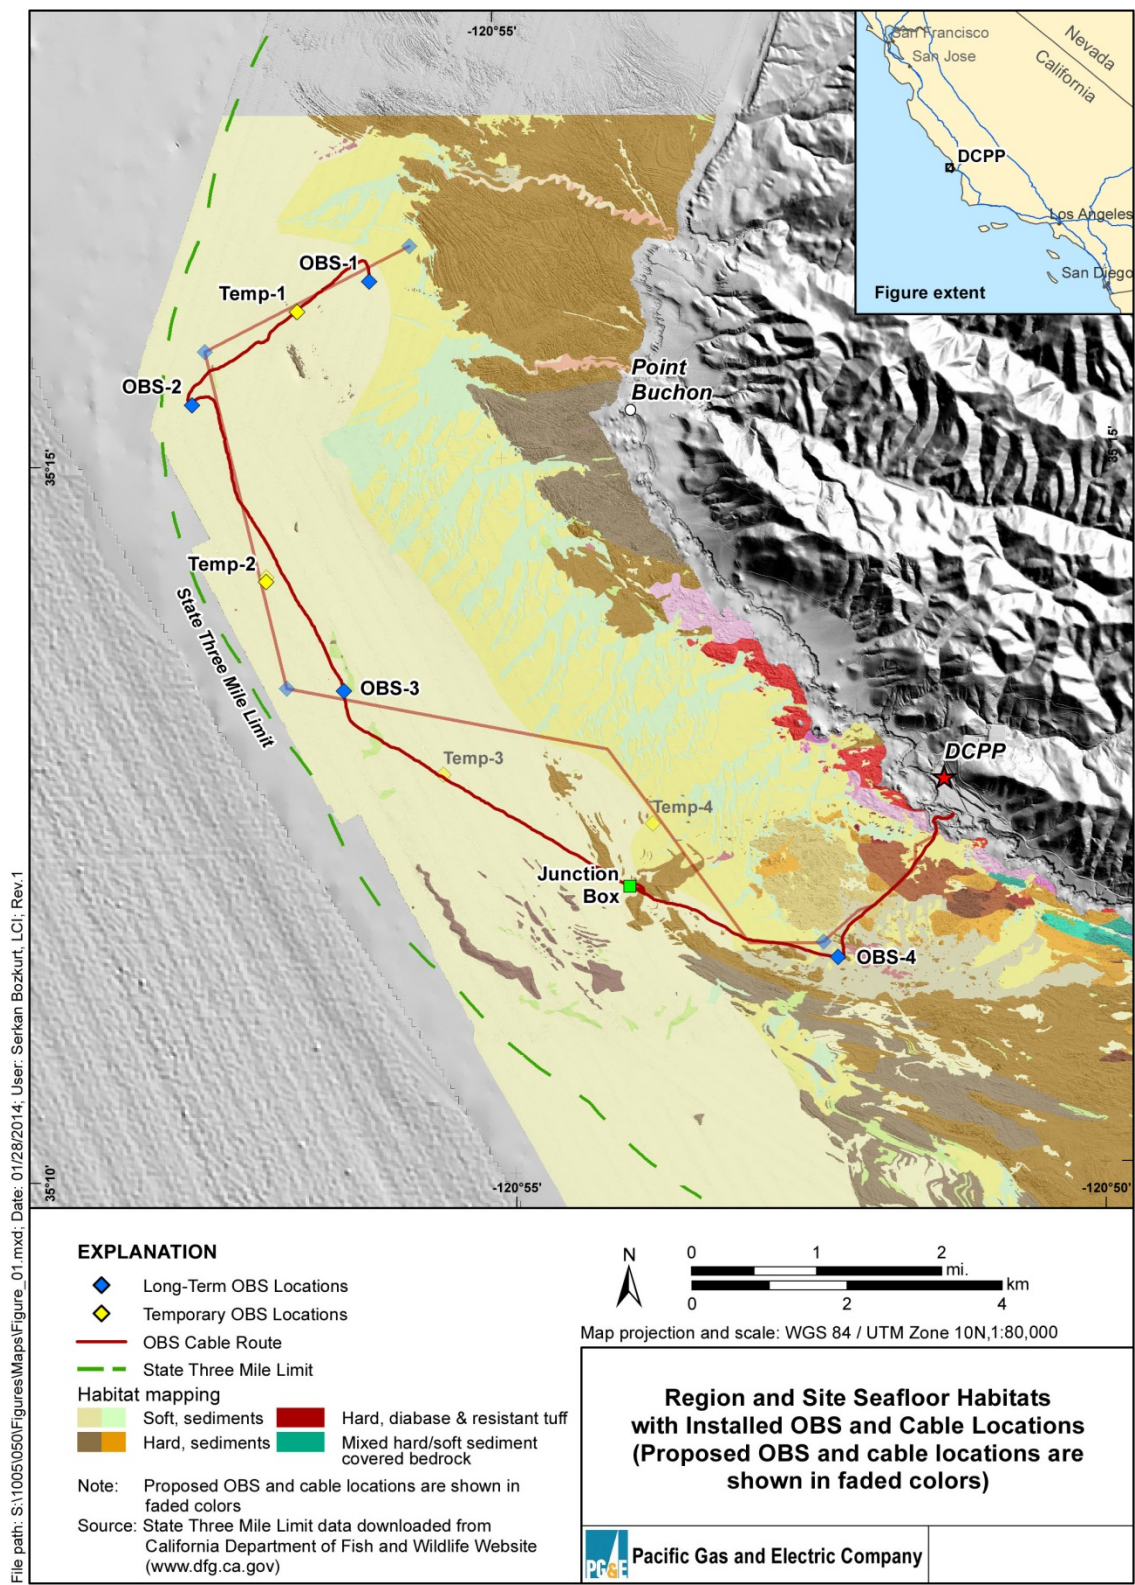 -120°55'
San Francisco
San Jose
Nevada
California
DCPP
Los Angeles
San Diego
Figure extent
OBS-1
Temp-1
OBS-2
Point
Buchon
35°15'
35°15'
Temp-2
State Three Mile Limit
OBS-3
Temp-3
DCPP
Temp-4
Junction
Box
OBS-4
35°10'
-120°55'
-120°50'
File path: S:\1005\050\Figures\Maps\Figure_01.mxd; Date: 01/28/2014; User: Serkan Bozkurt, LCI; Rev.1
EXPLANATION
Long-Term OBS Locations
Temporary OBS Locations
OBS Cable Route
State Three Mile Limit
Habitat mapping
Soft, sediments
Hard, diabase & resistant tuff
Hard, sediments
Mixed hard/soft sediment
covered bedrock
Note: Proposed OBS and cable locations are shown in
faded colors
Source: State Three Mile Limit data downloaded from
California Department of Fish and Wildlife Website
(www.dfg.ca.gov)
N
0 1 2
mi.
km
0 2 4
Map projection and scale: WGS 84 / UTM Zone 10N,1:80,000
Region and Site Seafloor Habitats
with Installed OBS and Cable Locations
(Proposed OBS and cable locations are
shown in faded colors)
PG&E
Pacific Gas and Electric Company